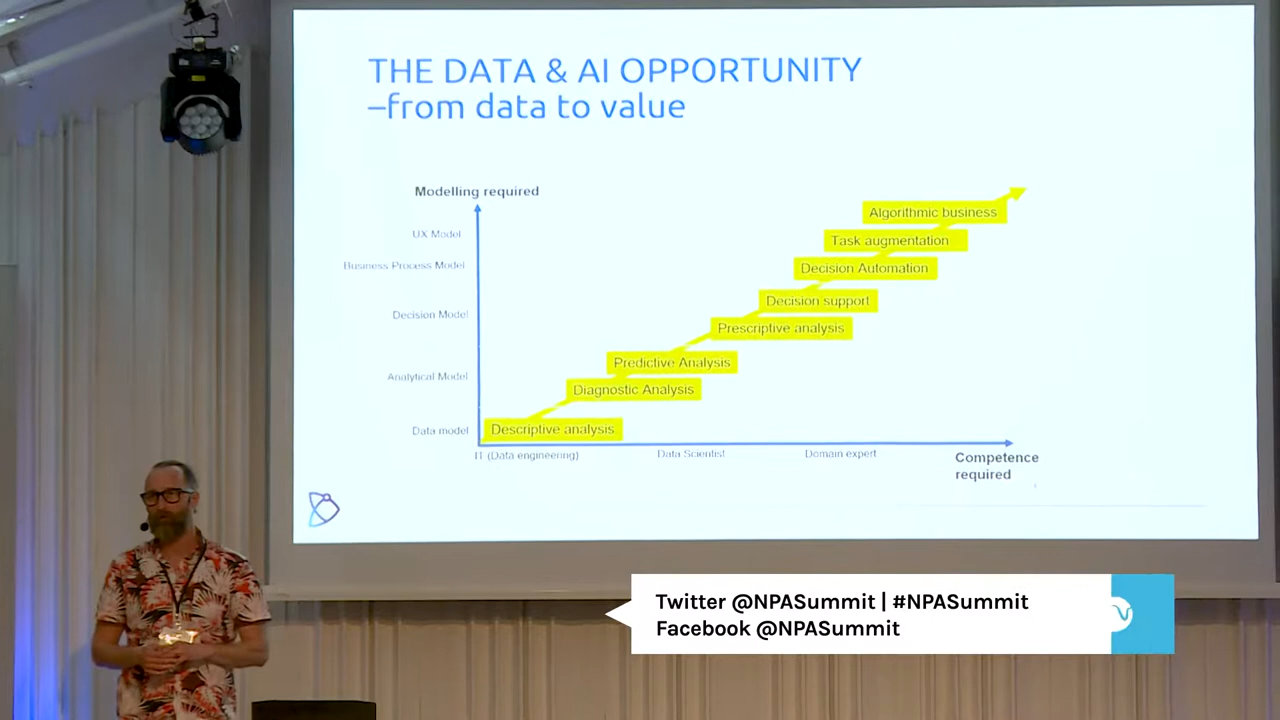 THE DATA & AI OPPORTUNITY
–from data to value
Modelling required
Algorithmic business
UX Model
Task augmentation
Business Process Model
Decision Automation
Decision support
Decision Model
Prescriptive analysis
Predictive Analysis
Analytical Model
Diagnostic Analysis
Data model
Descriptive analysis
IT (Data engineering)
Data Scientist
Domain expert
Competence
required
Twitter @NPASummit | #NPASummit
Facebook @NPASummit